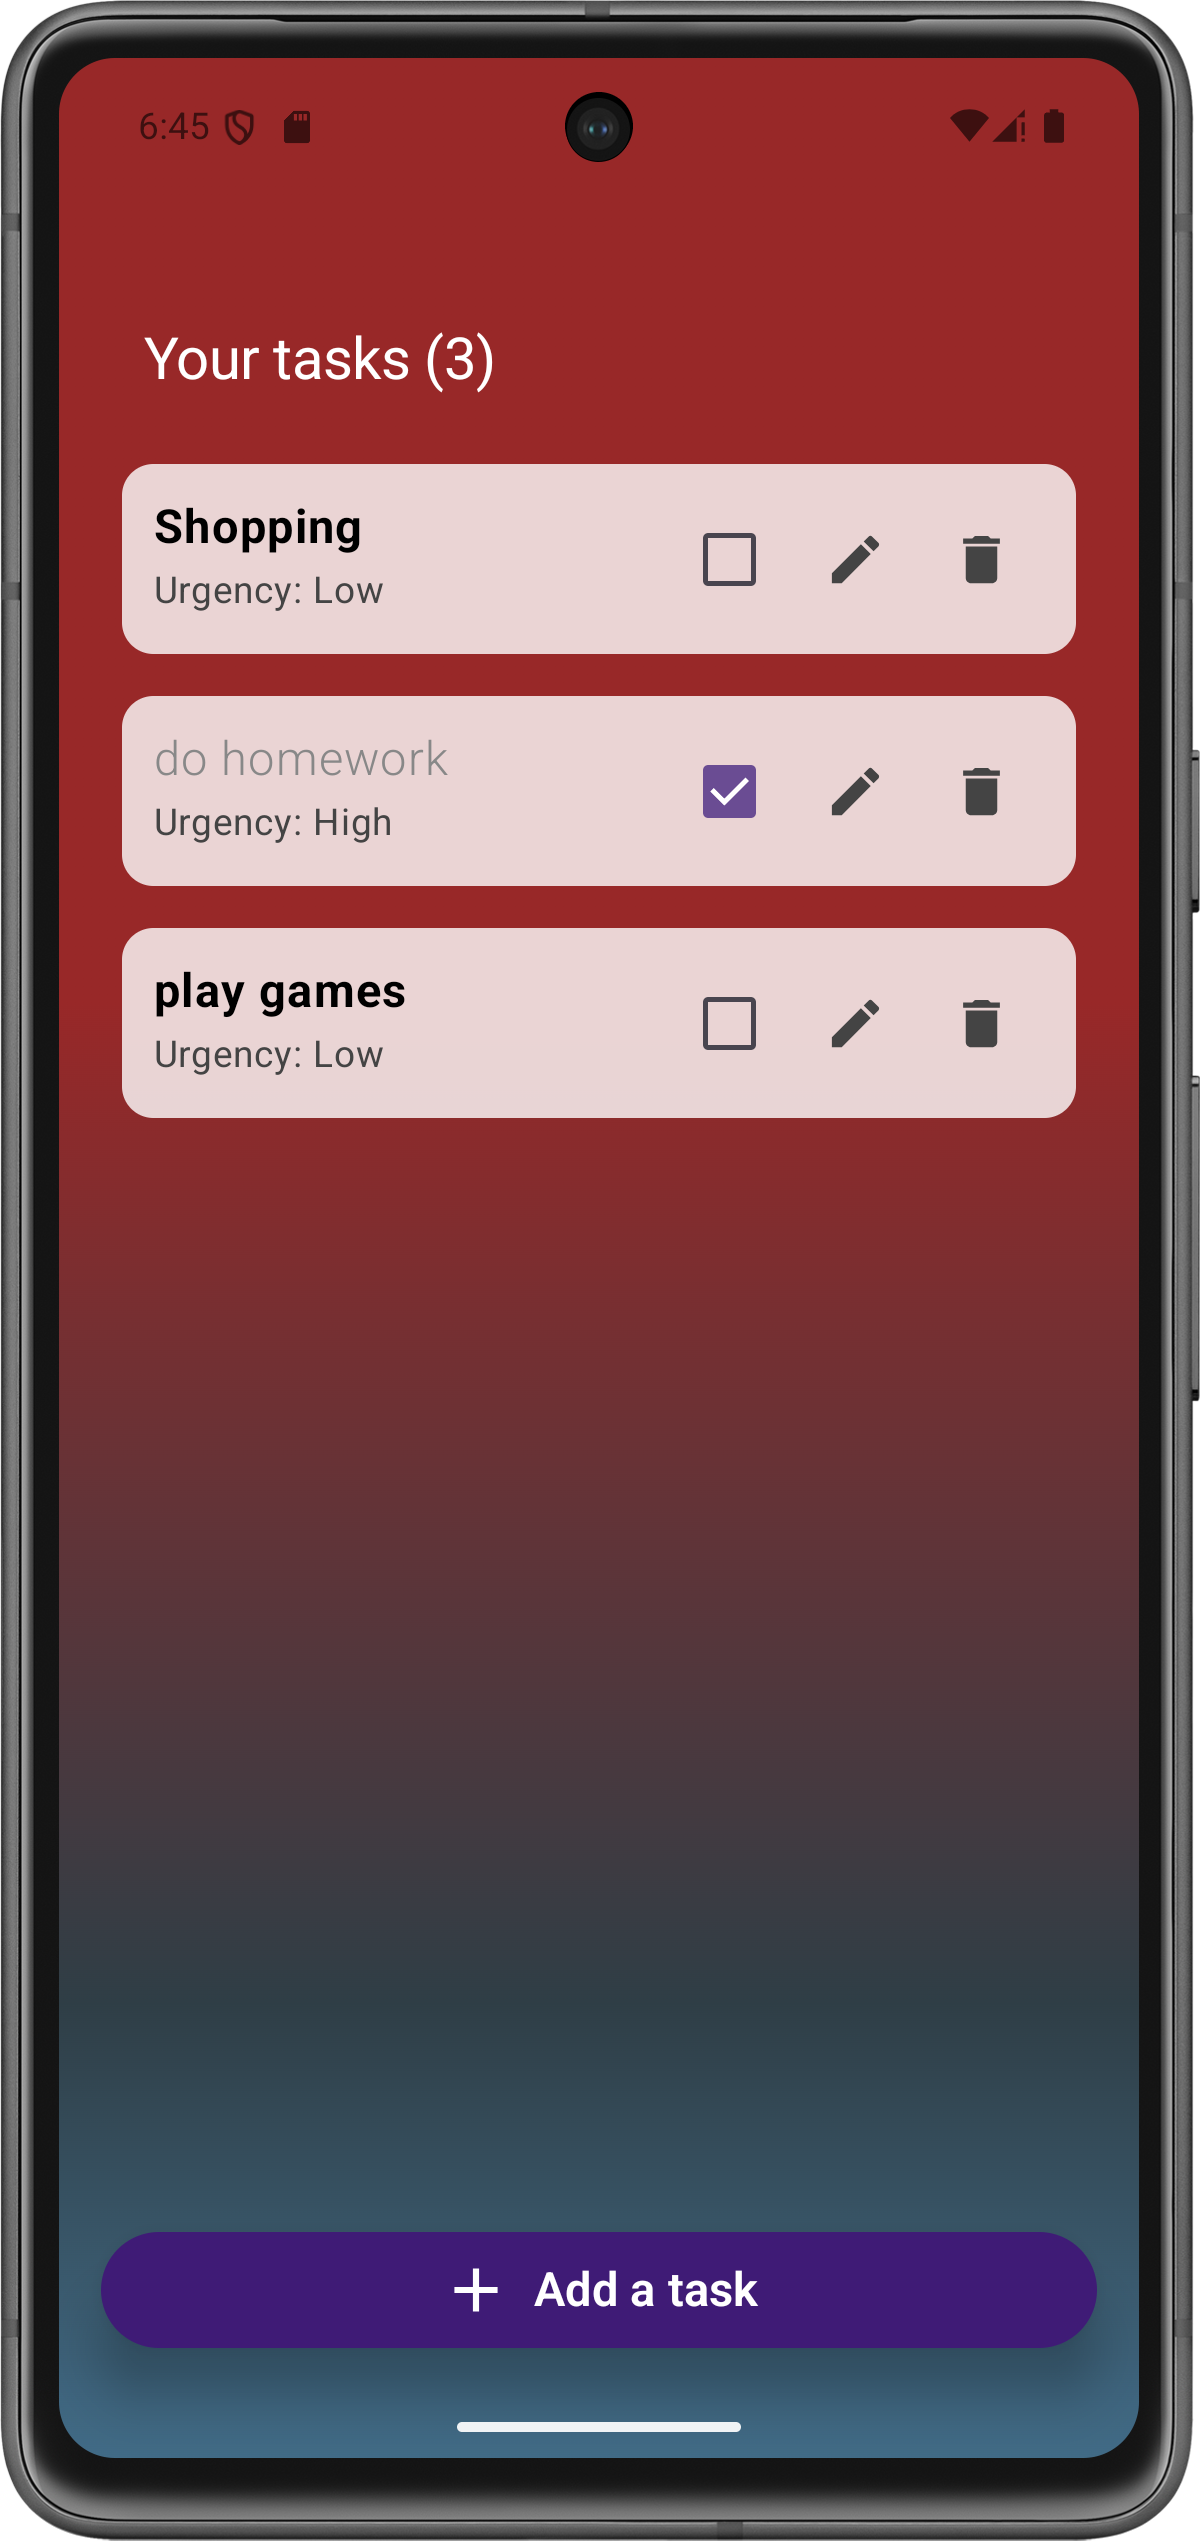 6:45
Your tasks (3)
Shopping
Urgency: Low
do homework
Urgency: High
play games
Urgency: Low
Add a task